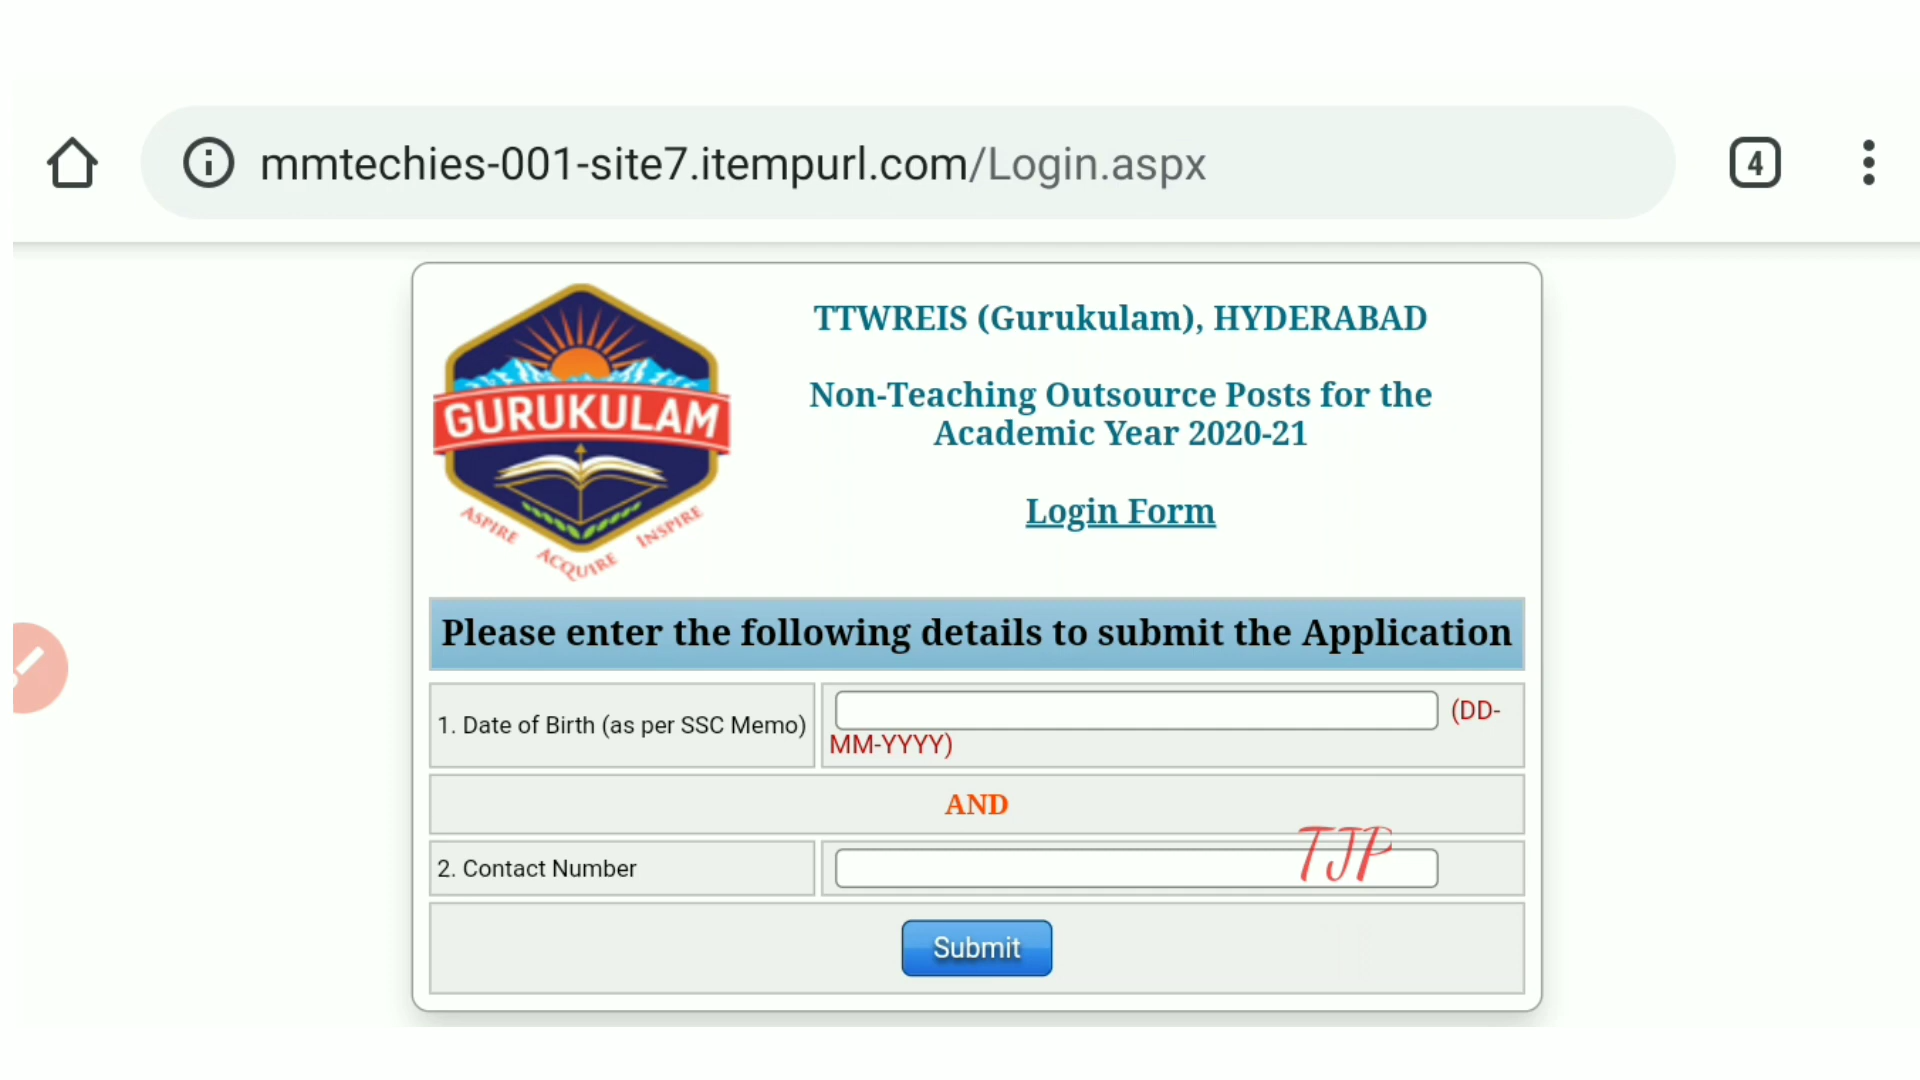 mmtechies-001-site7.itempurl.com/Login.aspx
4
TTWREIS (Gurukulam), HYDERABAD
Non-Teaching Outsource Posts for the
Academic Year 2020-21
Login Form
GURUKULAM
ASPIRE ACQUIRE INSPIRE
Please enter the following details to submit the Application
1. Date of Birth (as per SSC Memo) (DD-
MM-YYYY)
AND
2. Contact Number TJP
Submit